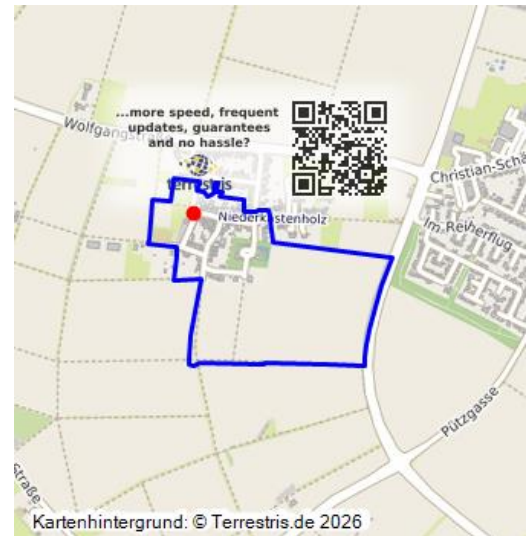 ...more speed, frequent
updates, guarantees
and no hassle?
Wolfgangstraße
terrestris
Niederkastenholz
Christian-Schä
Im Reiherflug
Pützgasse
Straße
Kartenhintergrund: © Terrestris.de 2026